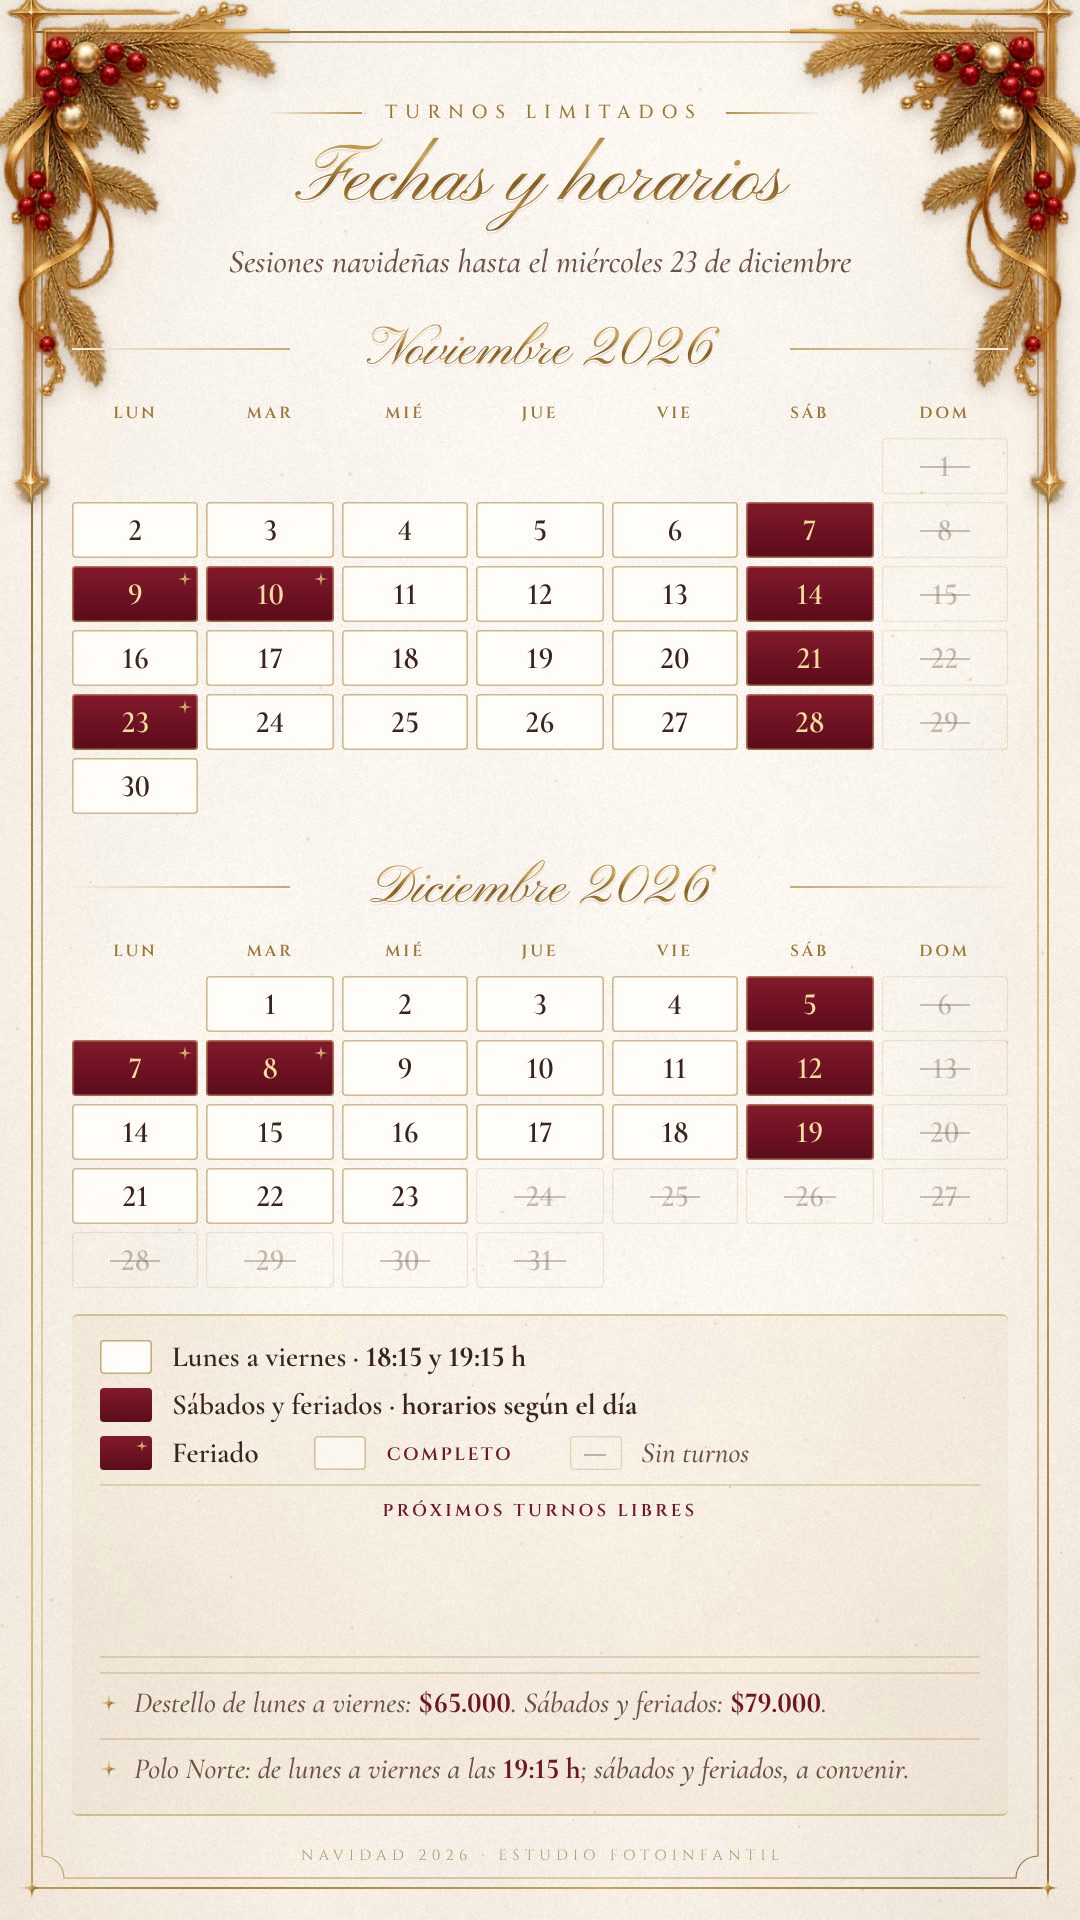 TURNOS LIMITADOS
Fechas y horarios
Sesiones navideñas hasta el miércoles 23 de diciembre
Noviembre 2026
LUN MAR MIÉ JUE VIE SÁB DOM
1
2 3 4 5 6 7 8
9 10 11 12 13 14 15
16 17 18 19 20 21 22
23 24 25 26 27 28 29
30
Diciembre 2026
LUN MAR MIÉ JUE VIE SÁB DOM
1 2 3 4 5 6
7 8 9 10 11 12 13
14 15 16 17 18 19 20
21 22 23 24 25 26 27
28 29 30 31
Lunes a viernes · 18:15 y 19:15 h
Sábados y feriados · horarios según el día
Feriado COMPLETO Sin turnos
PRÓXIMOS TURNOS LIBRES
Destello de lunes a viernes: $65.000. Sábados y feriados: $79.000.
Polo Norte: de lunes a viernes a las 19:15 h; sábados y feriados, a convenir.
NAVIDAD 2026 · ESTUDIO FOTOINFANTIL